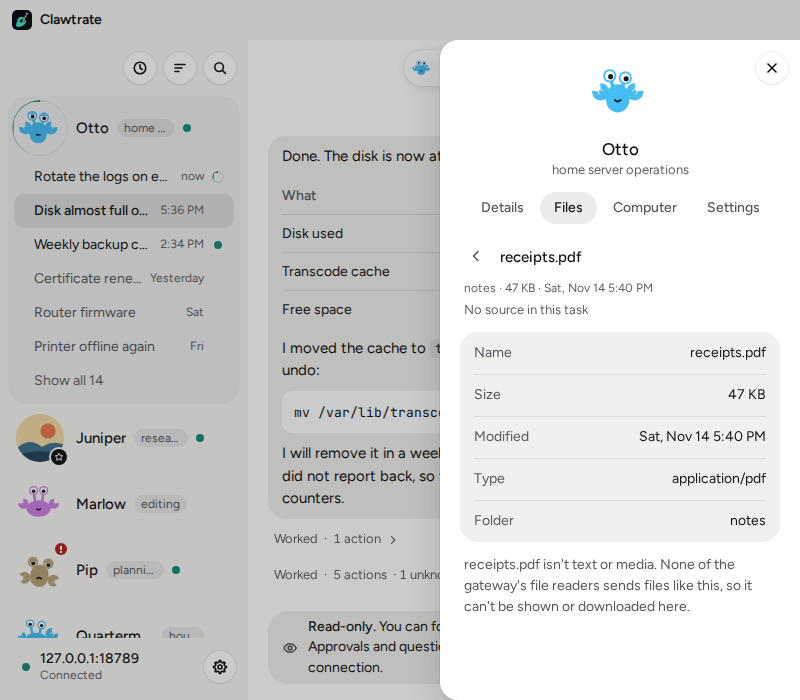 Clawtrate
Otto home ...
Rotate the logs on e... now
Disk almost full o... 5:36 PM
Weekly backup c... 2:34 PM
Certificate rene... Yesterday
Router firmware Sat
Printer offline again Fri
Show all 14
Juniper resea...
Marlow editing
Pip planni...
Quarterm hou
127.0.0.1:18789
Connected
Done. The disk is now at
What
Disk used
Transcode cache
Free space
I moved the cache to
undo:
mv /var/lib/transco
I will remove it in a week
did not report back, so
counters.
Worked · 1 action
Worked · 5 actions · 1 unkno
Read-only. You can fo
Approvals and questio
connection.
Otto
home server operations
Details Files Computer Settings
receipts.pdf
notes · 47 KB · Sat, Nov 14 5:40 PM
No source in this task
Name receipts.pdf
Size 47 KB
Modified Sat, Nov 14 5:40 PM
Type application/pdf
Folder notes
receipts.pdf isn't text or media. None of the
gateway's file readers sends files like this, so it
can't be shown or downloaded here.